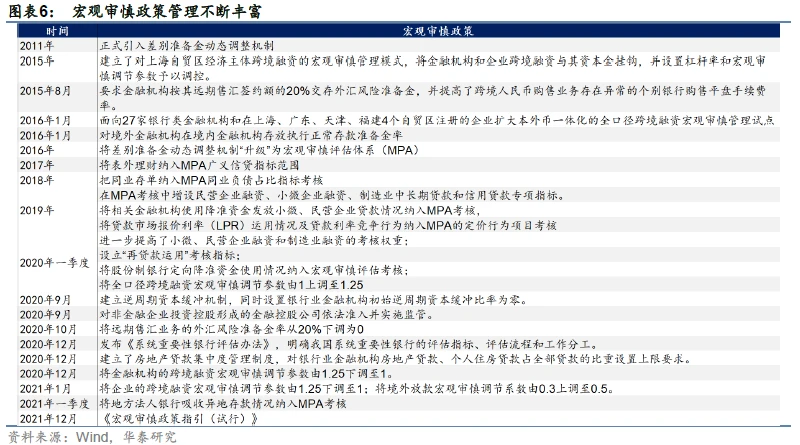 图表6： 宏观审慎政策管理不断丰富
时间 宏观审慎政策
2011年 正式引入差别准备金动态调整机制
2015年 建立了对上海自贸区经济主体跨境融资的宏观审慎管理模式，将金融机构和企业跨境融资与其资本金挂钩，并设置杠杆率和宏观审
慎调节参数予以调控。
2015年8月 要求金融机构按其远期售汇签约额的20%交存外汇风险准备金，并提高了跨境人民币购售业务存在异常的个别银行购售平盘手续费
率。
2016年1月 面向27家银行类金融机构和在上海、广东、天津、福建4个自贸区注册的企业扩大本外币一体化的全口径跨境融资宏观审慎管理试点
2016年1月 对境外金融机构在境内金融机构存放执行正常存款准备金率
2016年 将差别准备金动态调整机制“升级”为宏观审慎评估体系（MPA）
2017年 将表外理财纳入MPA广义信贷指标范围
2018年 把同业存单纳入MPA同业负债占比指标考核
在MPA考核中增设民营企业融资、小微企业融资、制造业中长期贷款和信用贷款专项指标。
2019年 将相关金融机构使用降准资金发放小微、民营企业贷款情况纳入MPA考核，
将贷款市场报价利率（LPR）运用情况及贷款利率竞争行为纳入MPA的定价行为项目考核
进一步提高了小微、民营企业融资和制造业融资的考核权重；
2020年一季度 设立“再贷款运用”考核指标；
将股份制银行定向降准资金使用情况纳入宏观审慎评估考核；
将全口径跨境融资宏观审慎调节参数由1上调至1.25
2020年9月 建立逆周期资本缓冲机制，同时设置银行业金融机构初始逆周期资本缓冲比率为零。
2020年9月 对非金融企业投资控股形成的金融控股公司依法准入并实施监管。
2020年10月 将远期售汇业务的外汇风险准备金率从20%下调为0
2020年12月 发布《系统重要性银行评估办法》，明确我国系统重要性银行的评估指标、评估流程和工作分工。
2020年12月 建立了房地产贷款集中度管理制度，对银行业金融机构房地产贷款、个人住房贷款占全部贷款的比重设置上限要求。
2020年12月 将金融机构的跨境融资宏观审慎调节参数由1.25下调至1。
2021年1月 将企业的跨境融资宏观审慎调节参数由1.25下调至1；将境外放款宏观审慎调节系数由0.3上调至0.5。
2021年一季度 将地方法人银行吸收异地存款情况纳入MPA考核
2021年12月 《宏观审慎政策指引（试行）》
资料来源：Wind，华泰研究